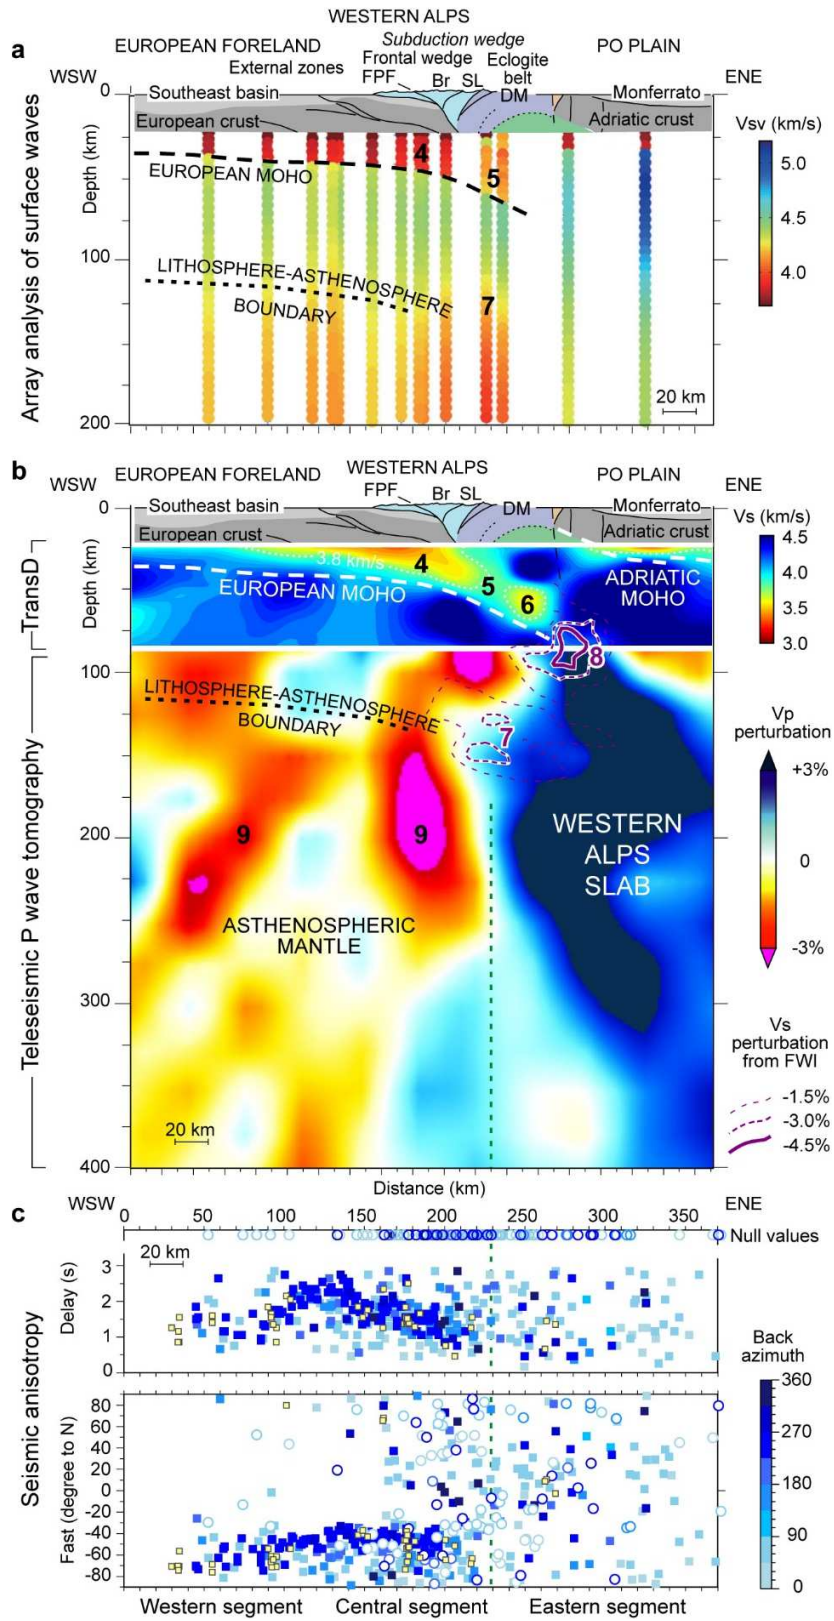 WESTERN ALPS
a
EUROPEAN FORELAND
Subduction wedge
PO PLAIN
External zones
Frontal wedge
Eclogite
belt
WSW
FPF
Br
SL
DM
ENE
0
Southeast basin
Monferrato
European crust
Adriatic crust
Vsv (km/s)
4
5
EUROPEAN MOHO
5.0
4.5
4.0
Depth (km)
100
LITHOSPHERE-ASTHENOSPHERE
BOUNDARY
7
20 km
200
Array analysis of surface waves
b
EUROPEAN FORELAND
WESTERN ALPS
PO PLAIN
WSW
FPF
Br
SL
DM
ENE
0
Southeast basin
Monferrato
European crust
Adriatic crust
Vs (km/s)
3.8 km/s
4
5
6
EUROPEAN MOHO
ADRIATIC
MOHO
4.5
4.0
3.5
3.0
TransD
Depth (km)
8
100
LITHOSPHERE-ASTHENOSPHERE
BOUNDARY
7
Vp
perturbation
+3%
0
-3%
9
9
200
WESTERN
ALPS
SLAB
ASTHENOSPHERIC
MANTLE
Teleseismic P wave tomography
300
Vs
perturbation
from FWI
-1.5%
-3.0%
-4.5%
20 km
400
Distance (km)
c
WSW
ENE
0
50
100
150
200
250
300
350
Null values
20 km
3
2
1
0
Delay (s)
Back
azimuth
360
270
180
90
0
Seismic anisotropy
80
60
40
20
0
-20
-40
-60
-80
Fast (degree to N)
Western segment
Central segment
Eastern segment